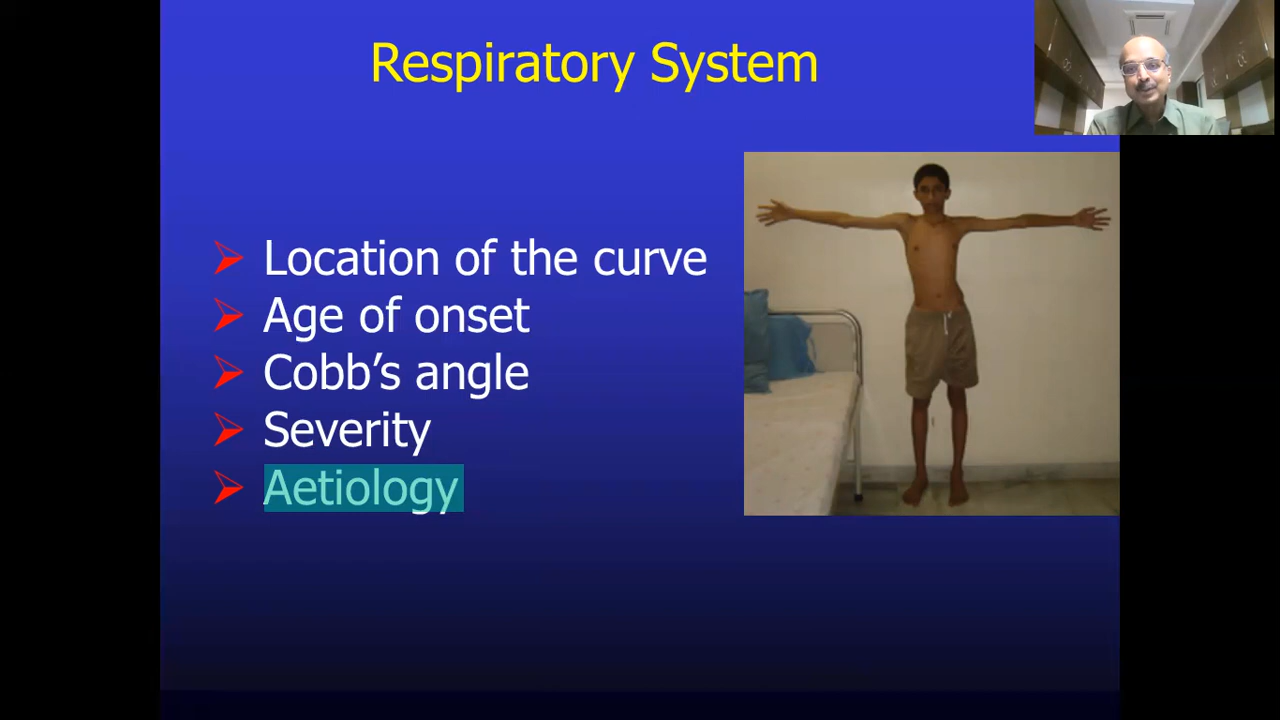 Respiratory System
Location of the curve
Age of onset
Cobb’s angle
Severity
Aetiology